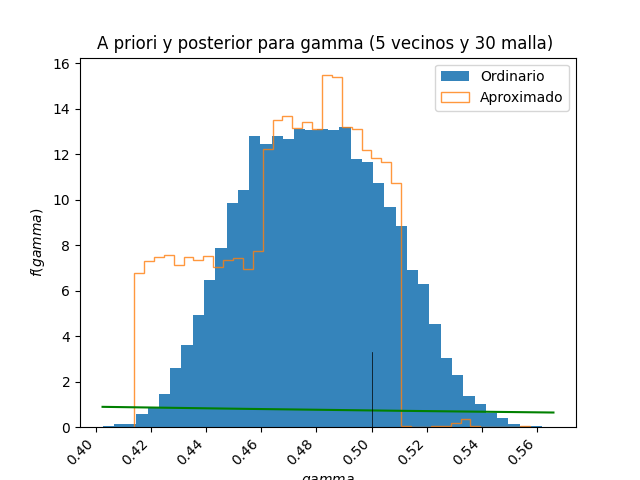 A priori y posterior para gamma (5 vecinos y 30 malla)
Ordinario
Aproximado
f(gamma)
16
14
12
10
8
6
4
2
0
0.40 0.42 0.44 0.46 0.48 0.50 0.52 0.54 0.56
gamma